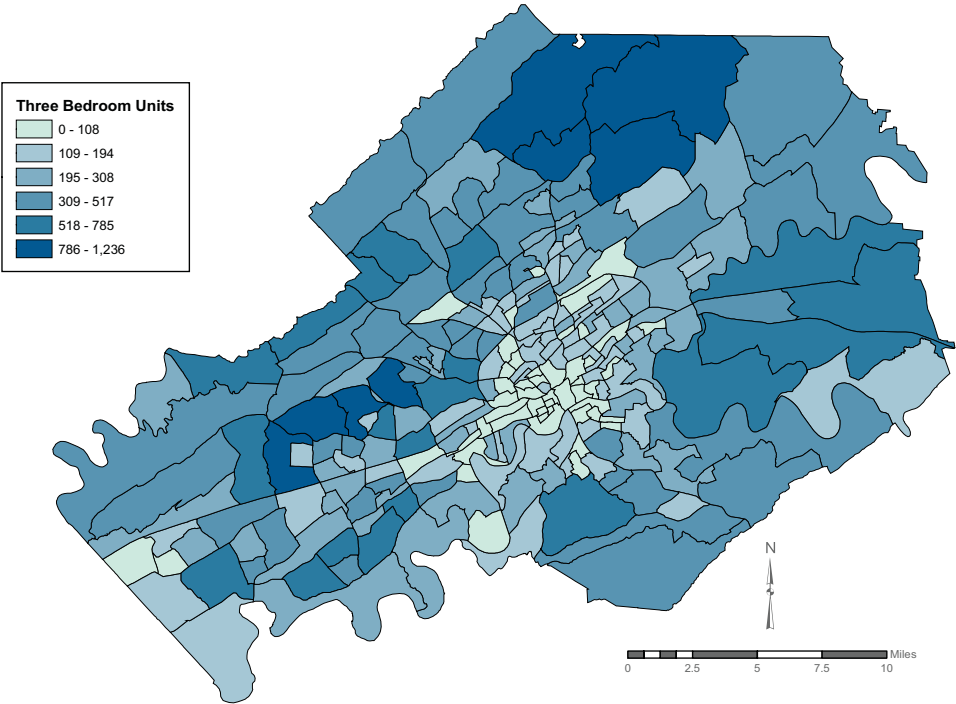 Three Bedroom Units
0 - 108
109 - 194
195 - 308
309 - 517
518 - 785
786 - 1,236
N
Miles
0 2.5 5 7.5 10